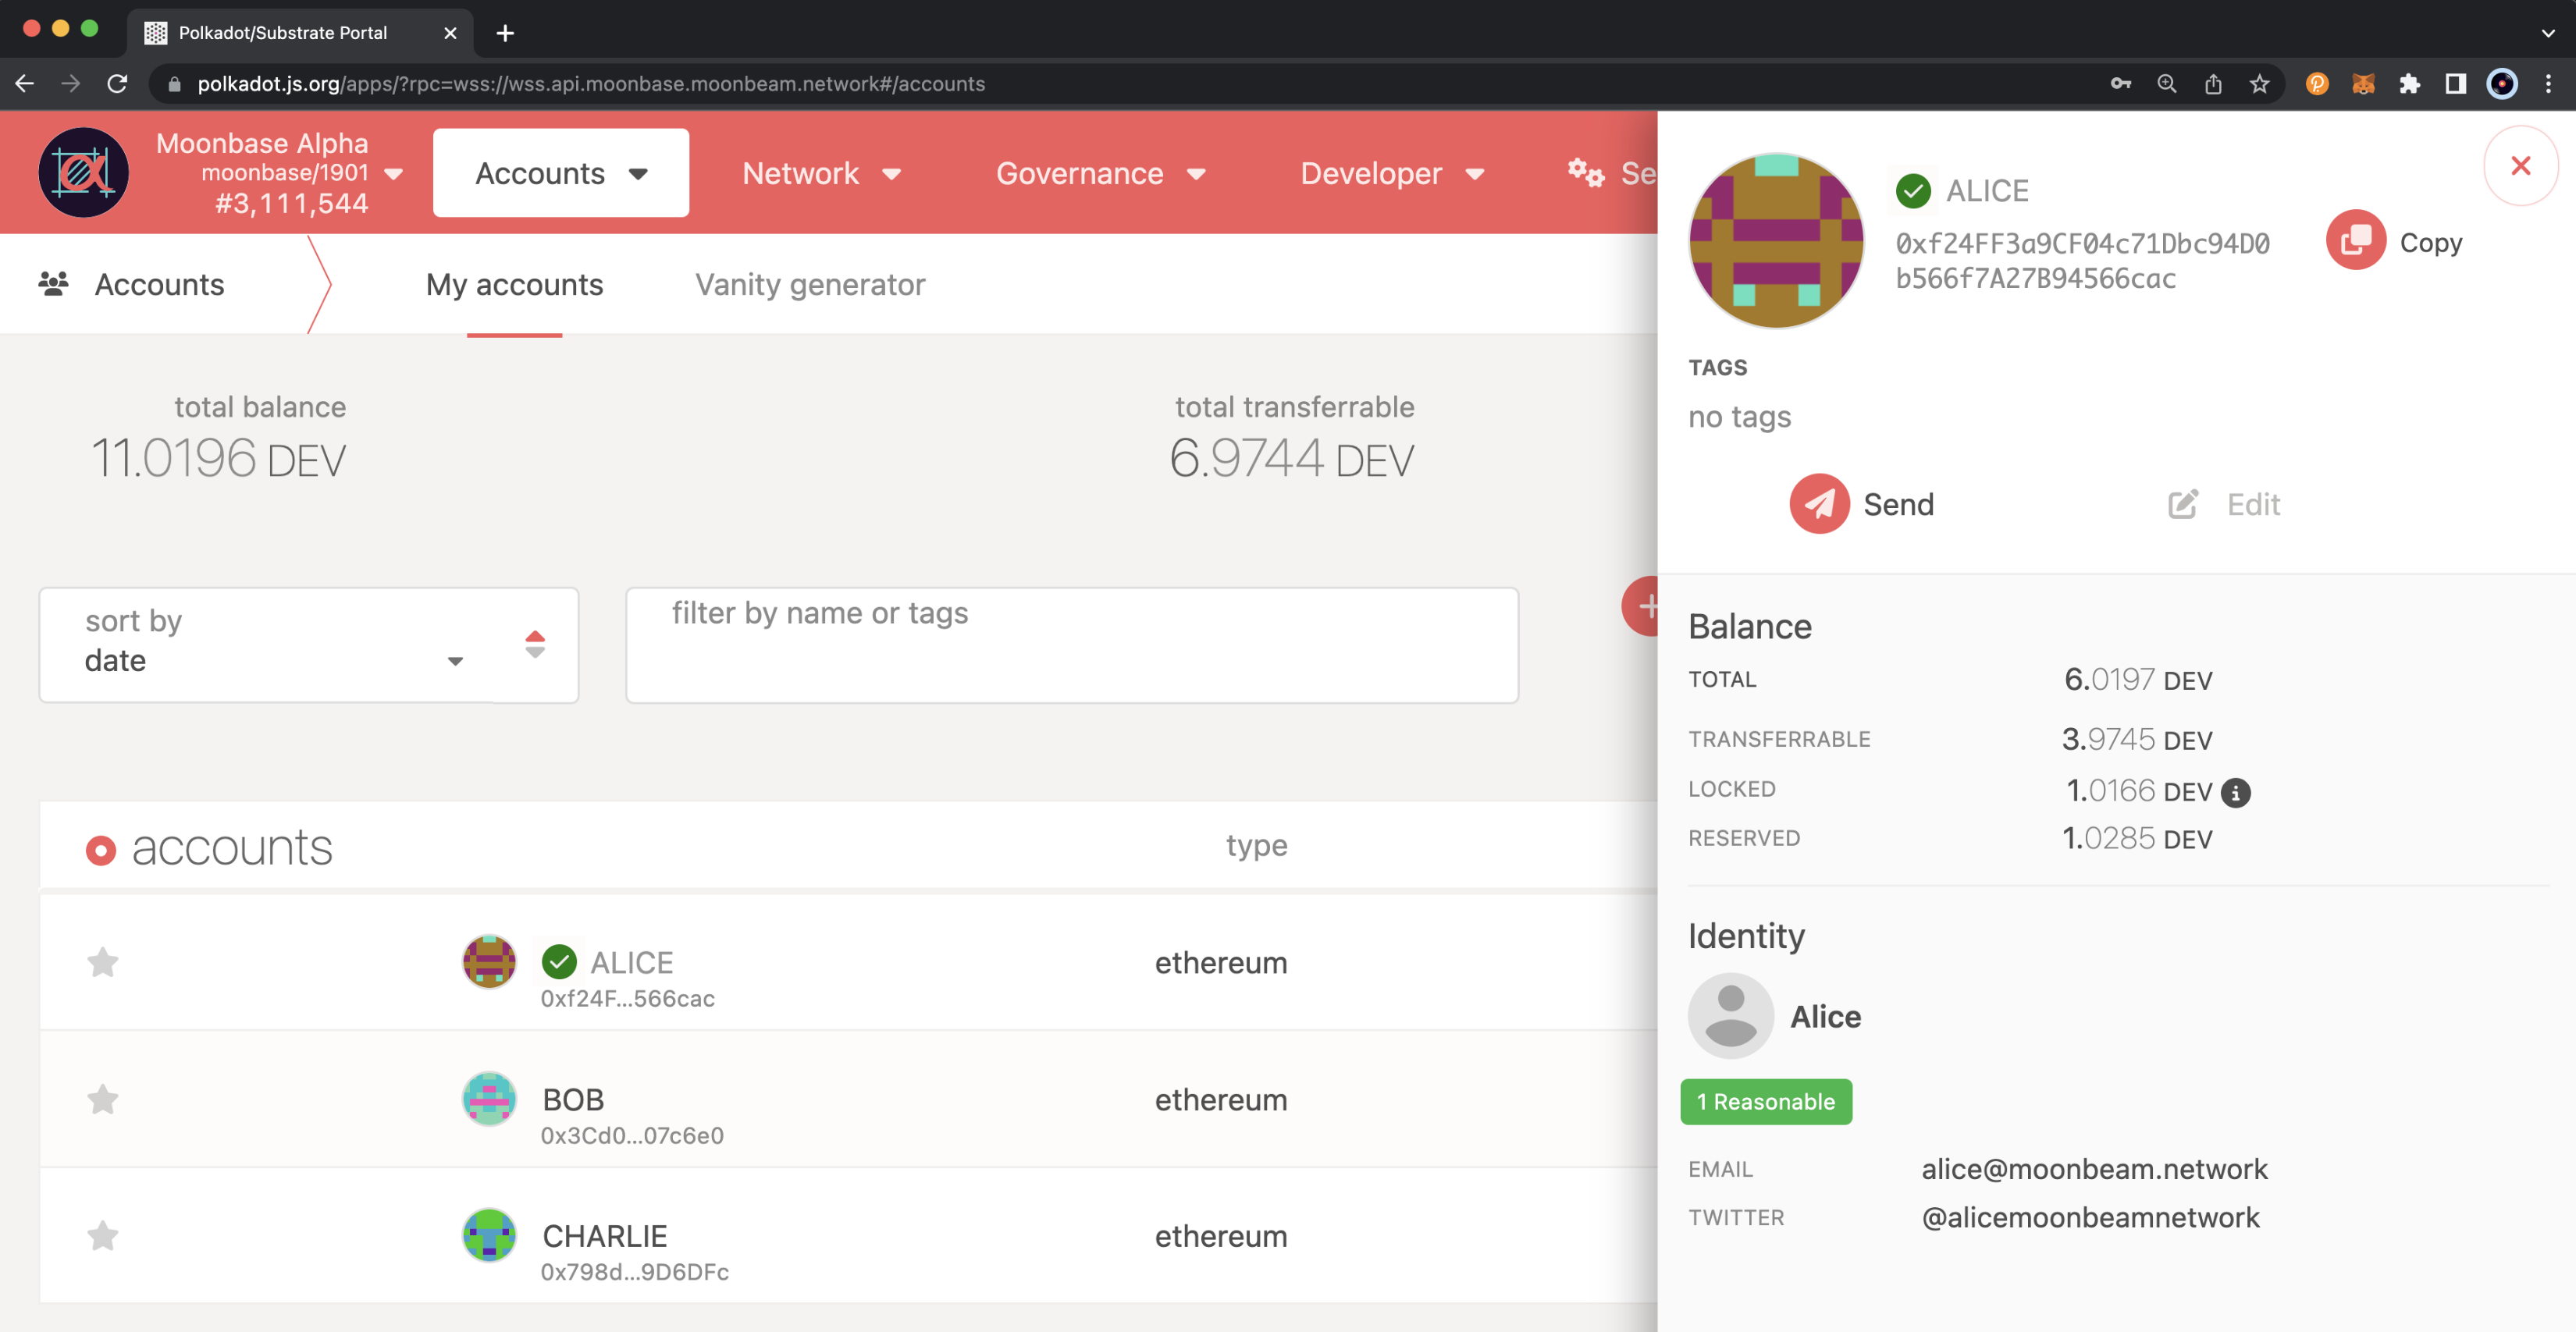 Polkadot/Substrate Portal
polkadot.js.org/apps/?rpc=wss://wss.api.moonbase.moonbeam.network#/accounts
Moonbase Alpha
moonbase/1901
#3,111,544
Accounts
Network
Governance
Developer
Se
Accounts
My accounts
Vanity generator
total balance
11.0196 DEV
total transferrable
6.9744 DEV
sort by
date
filter by name or tags
accounts
type
ALICE
0xf24F...566cac
ethereum
BOB
0x3Cd0...07c6e0
ethereum
CHARLIE
0x798d...9D6DFc
ethereum
ALICE
0xf24FF3a9CF04c71Dbc94D0
b566f7A27B94566cac
Copy
TAGS
no tags
Send
Edit
Balance
TOTAL 6.0197 DEV
TRANSFERRABLE 3.9745 DEV
LOCKED 1.0166 DEV
RESERVED 1.0285 DEV
Identity
Alice
1 Reasonable
EMAIL alice@moonbeam.network
TWITTER @alicemoonbeamnetwork